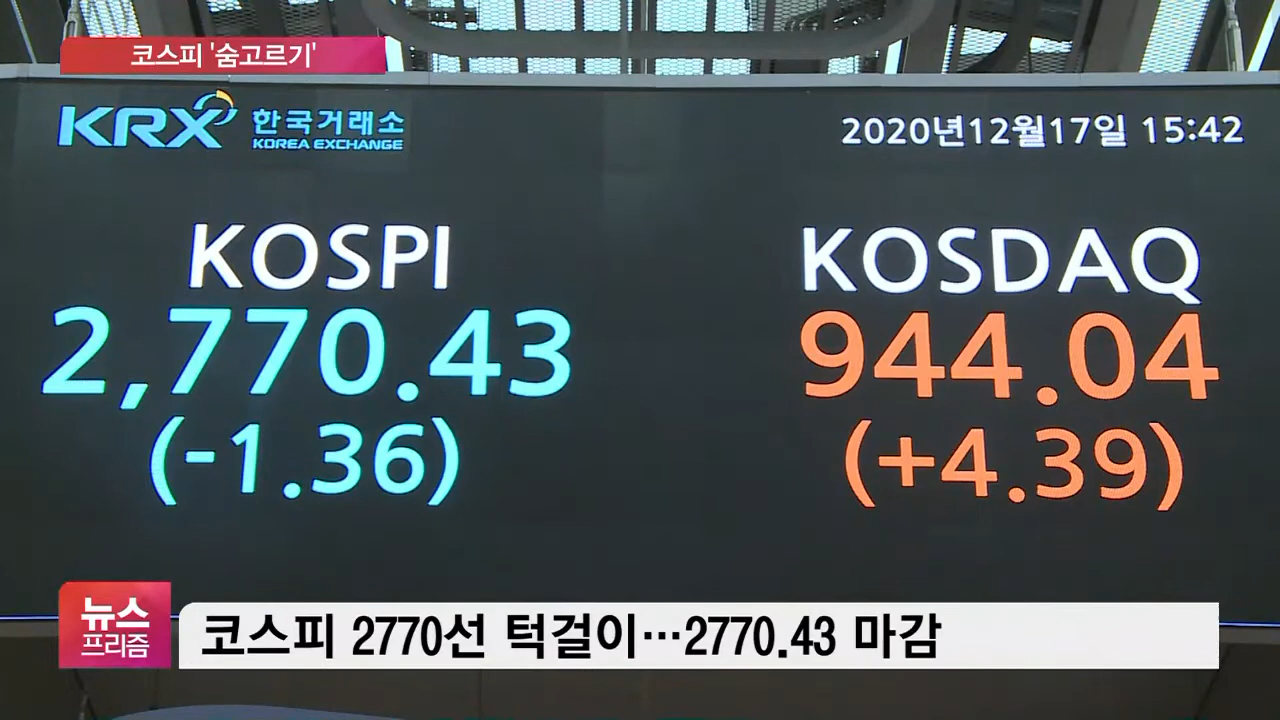 코스피 '숨고르기'
KRX 한국거래소
KOREA EXCHANGE
2020년12월17일 15:42
KOSPI
2,770.43
(-1.36)
KOSDAQ
944.04
(+4.39)
뉴스
프리즘
코스피 2770선 턱걸이…2770.43 마감